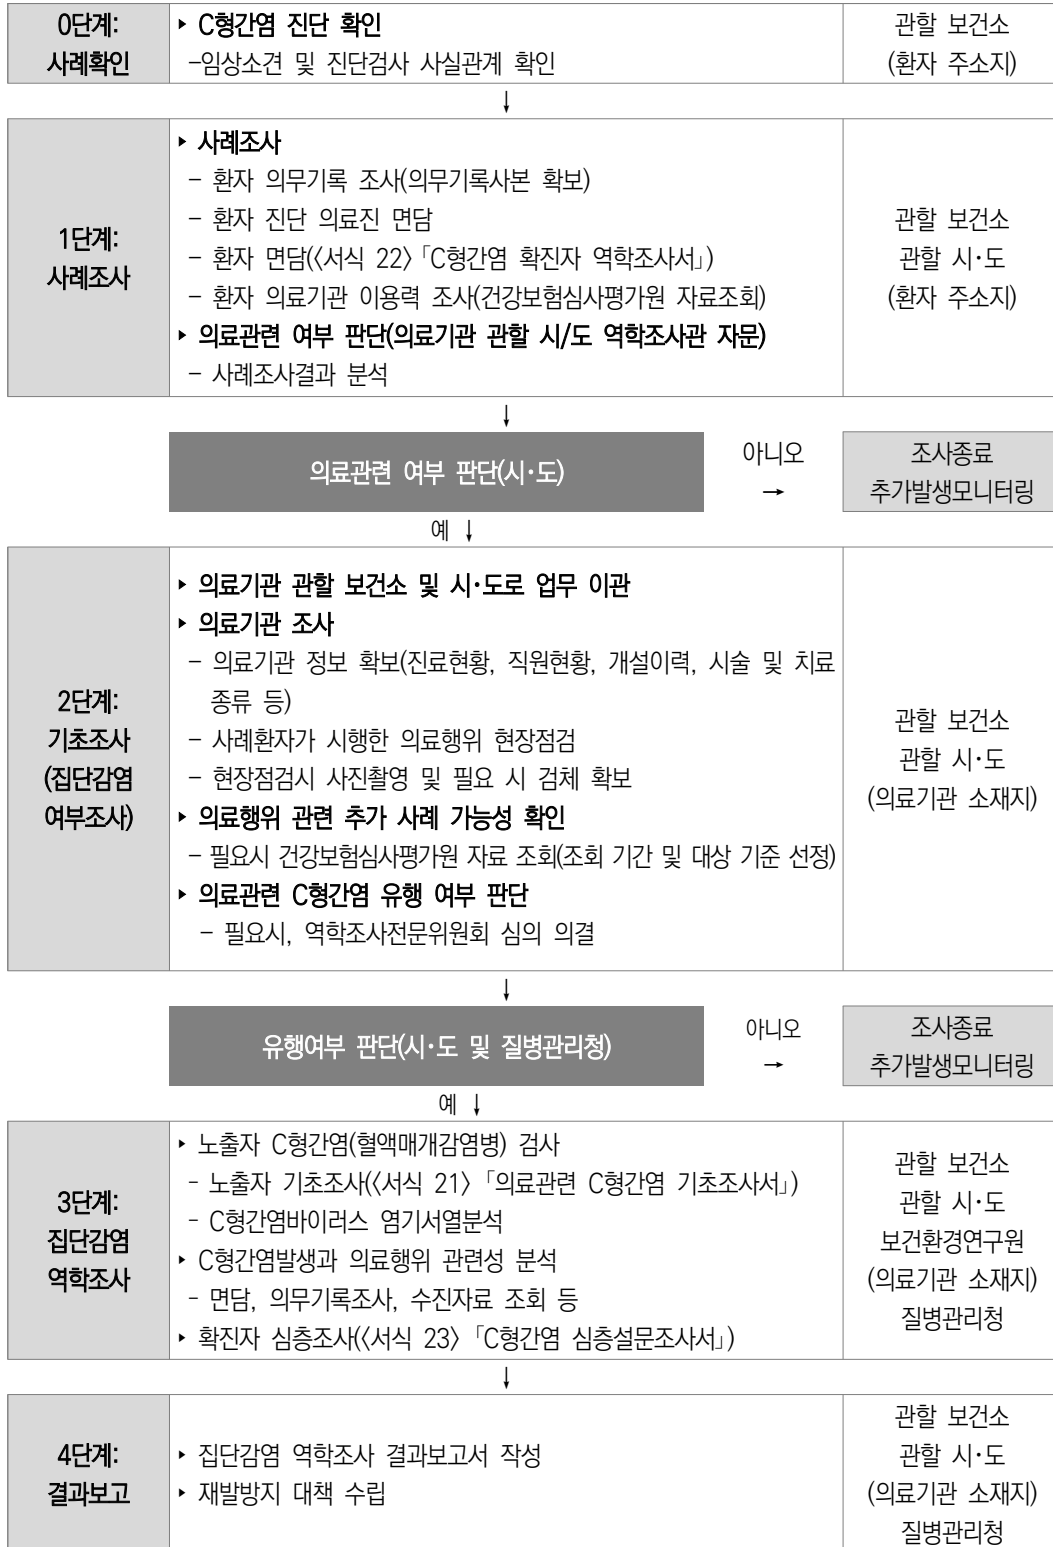 0단계:
사례확인
▸ C형간염 진단 확인
-임상소견 및 진단검사 사실관계 확인
관할 보건소
(환자 주소지)
↓
1단계:
사례조사
▸ 사례조사
- 환자 의무기록 조사(의무기록사본 확보)
- 환자 진단 의료진 면담
- 환자 면담(〈서식 22〉「C형간염 확진자 역학조사서」)
- 환자 의료기관 이용력 조사(건강보험심사평가원 자료조회)
▸ 의료관련 여부 판단(의료기관 관할 시/도 역학조사관 자문)
- 사례조사결과 분석
관할 보건소
관할 시·도
(환자 주소지)
↓
의료관련 여부 판단(시·도)
아니오
→
조사종료
추가발생모니터링
예 ↓
2단계:
기초조사
(집단감염
여부조사)
▸ 의료기관 관할 보건소 및 시·도로 업무 이관
▸ 의료기관 조사
- 의료기관 정보 확보(진료현황, 직원현황, 개설이력, 시술 및 치료
종류 등)
- 사례환자가 시행한 의료행위 현장점검
- 현장점검시 사진촬영 및 필요 시 검체 확보
▸ 의료행위 관련 추가 사례 가능성 확인
- 필요시 건강보험심사평가원 자료 조회(조회 기간 및 대상 기준 선정)
▸ 의료관련 C형간염 유행 여부 판단
- 필요시, 역학조사전문위원회 심의 의결
관할 보건소
관할 시·도
(의료기관 소재지)
↓
유행여부 판단(시·도 및 질병관리청)
아니오
→
조사종료
추가발생모니터링
예 ↓
3단계:
집단감염
역학조사
▸ 노출자 C형간염(혈액매개감염병) 검사
- 노출자 기초조사(〈서식 21〉「의료관련 C형간염 기초조사서」)
- C형간염바이러스 염기서열분석
▸ C형간염발생과 의료행위 관련성 분석
- 면담, 의무기록조사, 수진자료 조회 등
▸ 확진자 심층조사(〈서식 23〉「C형간염 심층설문조사서」)
관할 보건소
관할 시·도
보건환경연구원
(의료기관 소재지)
질병관리청
↓
4단계:
결과보고
▸ 집단감염 역학조사 결과보고서 작성
▸ 재발방지 대책 수립
관할 보건소
관할 시·도
(의료기관 소재지)
질병관리청